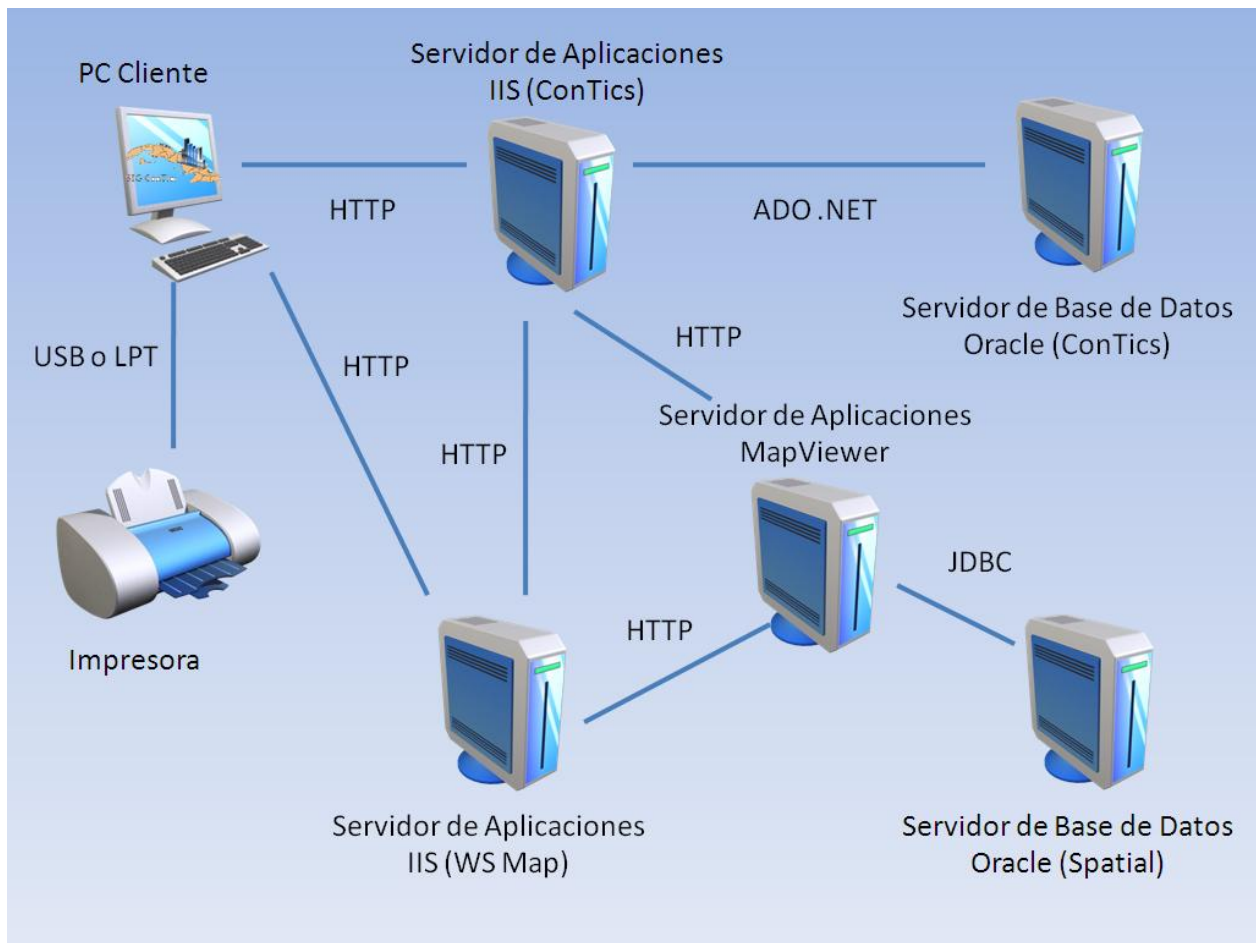 PC Cliente
Servidor de Aplicaciones
IIS (ConTics)
SIG-ConTics
HTTP
ADO .NET
Servidor de Base de Datos
Oracle (ConTics)
USB o LPT
HTTP
HTTP
HTTP
Servidor de Aplicaciones
MapViewer
JDBC
HTTP
Impresora
Servidor de Aplicaciones
IIS (WS Map)
Servidor de Base de Datos
Oracle (Spatial)